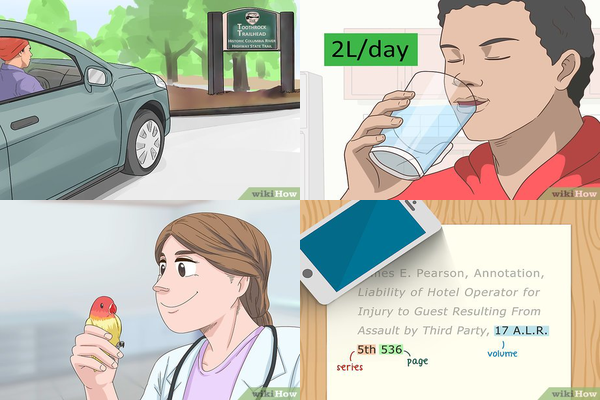 TOOTHROCK
TRAILHEAD
HISTORIC COLUMBIA RIVER
HIGHWAY STATE TRAIL
wikiHow
2L/day
wikiHow
wikiHow
E. Pearson, Annotation,
Liability of Hotel Operator for
Injury to Guest Resulting From
Assault by Third Party, 17 A.L.R.
5th 536
series
page
volume
wikiHow